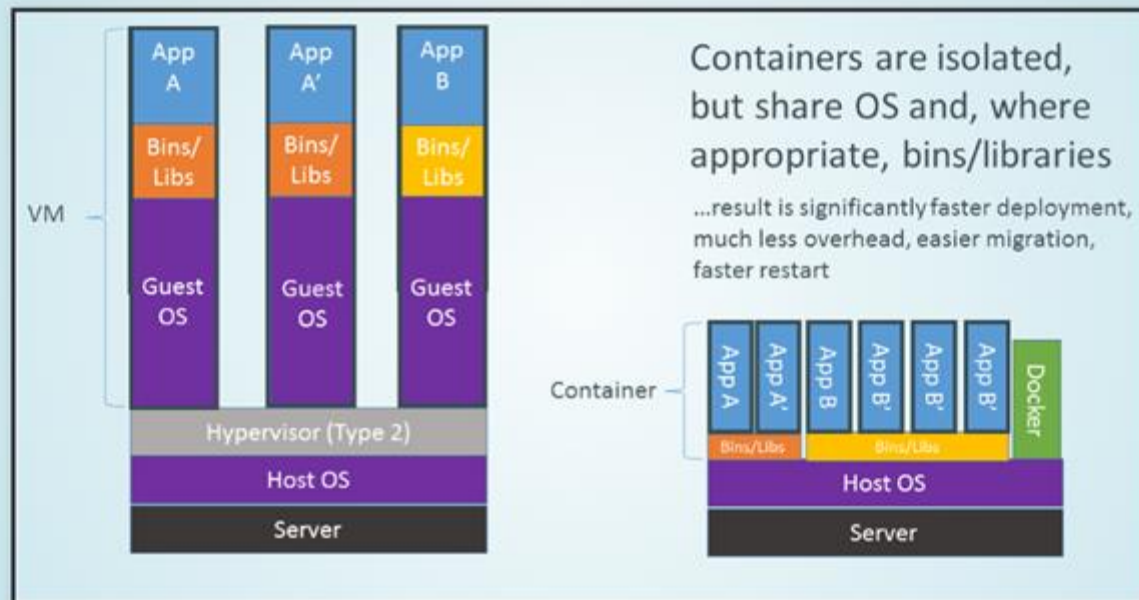 App
A
App
A'
App
B
Bins/
Libs
Bins/
Libs
Bins/
Libs
VM
Guest
OS
Guest
OS
Guest
OS
Hypervisor (Type 2)
Host OS
Server
Containers are isolated,
but share OS and, where
appropriate, bins/libraries
...result is significantly faster deployment,
much less overhead, easier migration,
faster restart
Container
App A
App A'
App B
App B'
App B'
App B'
Docker
Bins/Libs
Bins/Libs
Host OS
Server